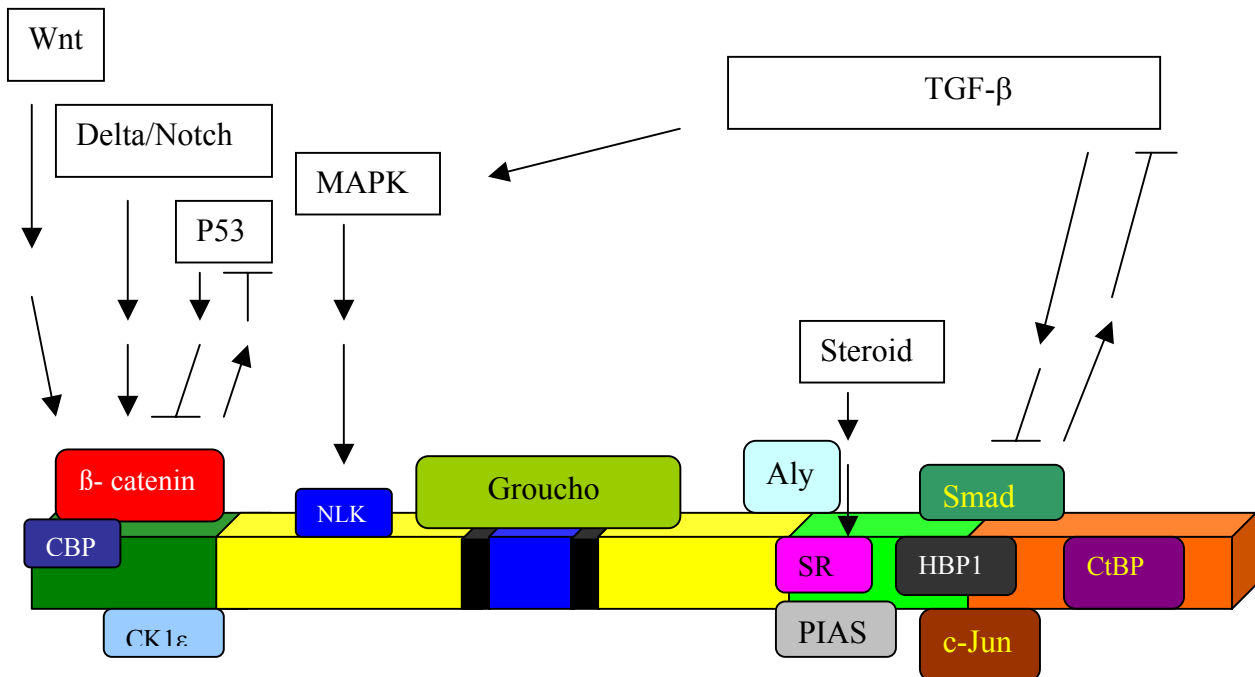 Wnt
TGF-β
Delta/Notch
MAPK
P53
Steroid
ß- catenin
Groucho
Aly
Smad
NLK
CBP
SR
HBP1
CtBP
CK1ε
PIAS
c-Jun